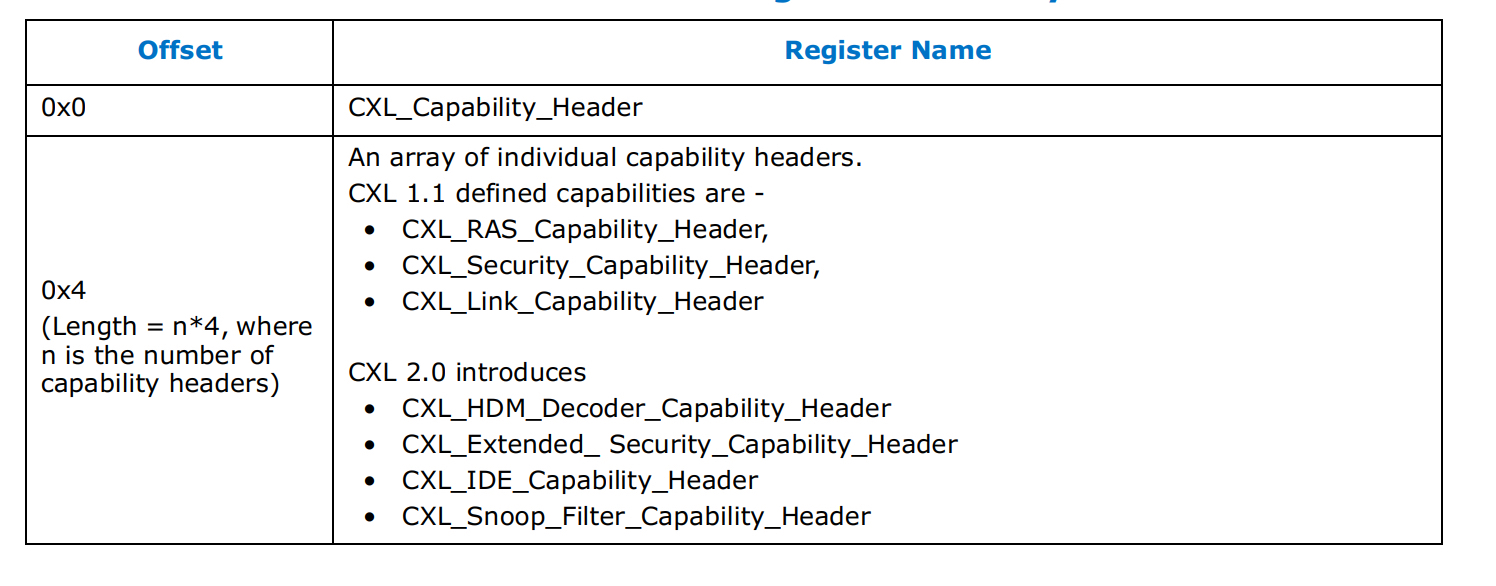 Offset
Register Name
0x0
CXL_Capability_Header
0x4
(Length = n*4, where
n is the number of
capability headers)
An array of individual capability headers.
CXL 1.1 defined capabilities are -
• CXL_RAS_Capability_Header,
• CXL_Security_Capability_Header,
• CXL_Link_Capability_Header
CXL 2.0 introduces
• CXL_HDM_Decoder_Capability_Header
• CXL_Extended_ Security_Capability_Header
• CXL_IDE_Capability_Header
• CXL_Snoop_Filter_Capability_Header